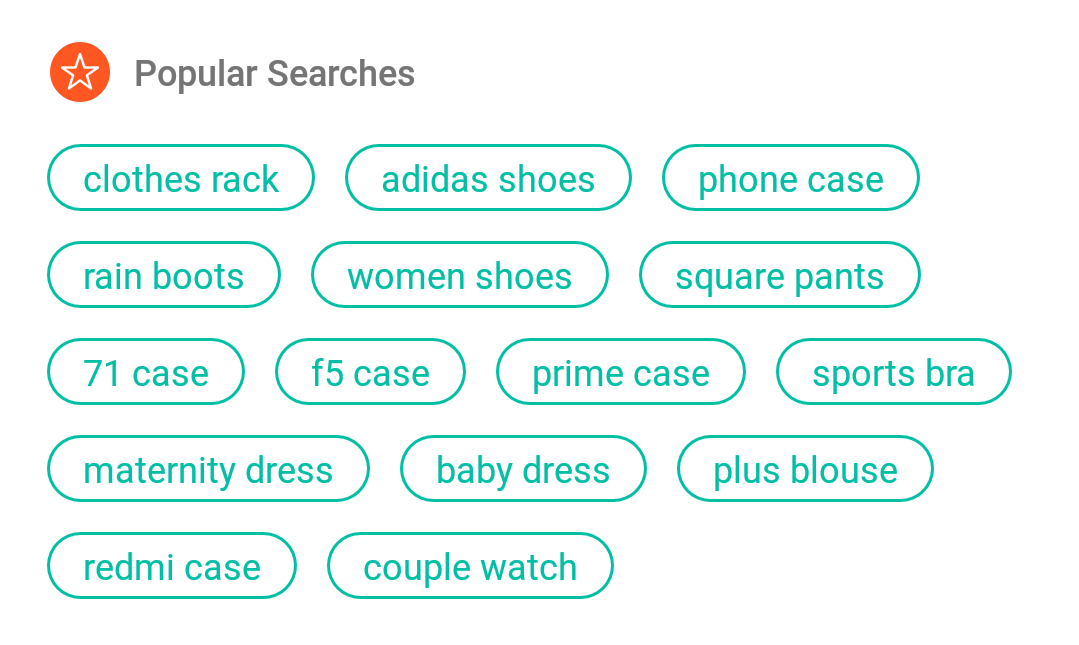 Popular Searches
clothes rack adidas shoes phone case
rain boots women shoes square pants
71 case f5 case prime case sports bra
maternity dress baby dress plus blouse
redmi case couple watch